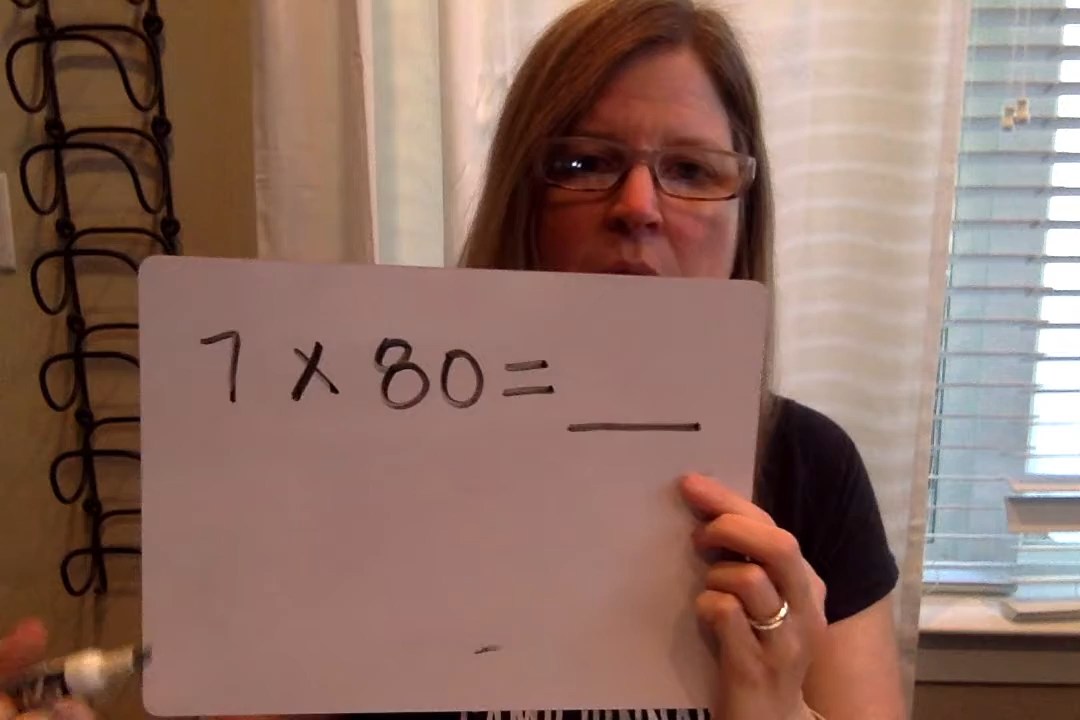 7 x 80 = ___